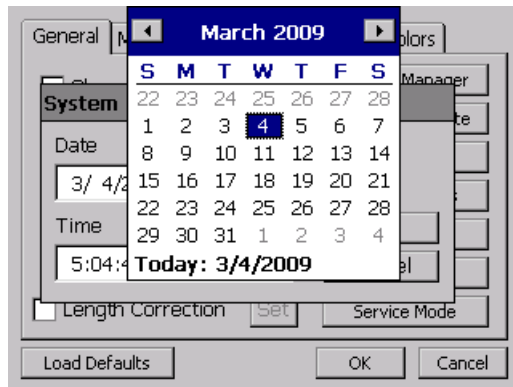 General
March 2009
olors
S M T W T F S
Manager
22 23 24 25 26 27 28
System
1 2 3 4 5 6 7
te
Date
8 9 10 11 12 13 14
3/ 4/2
15 16 17 18 19 20 21
22 23 24 25 26 27 28
Time
29 30 31 1 2 3 4
5:04:4
Today: 3/4/2009
el
Length Correction
Set
Service Mode
Load Defaults
OK
Cancel